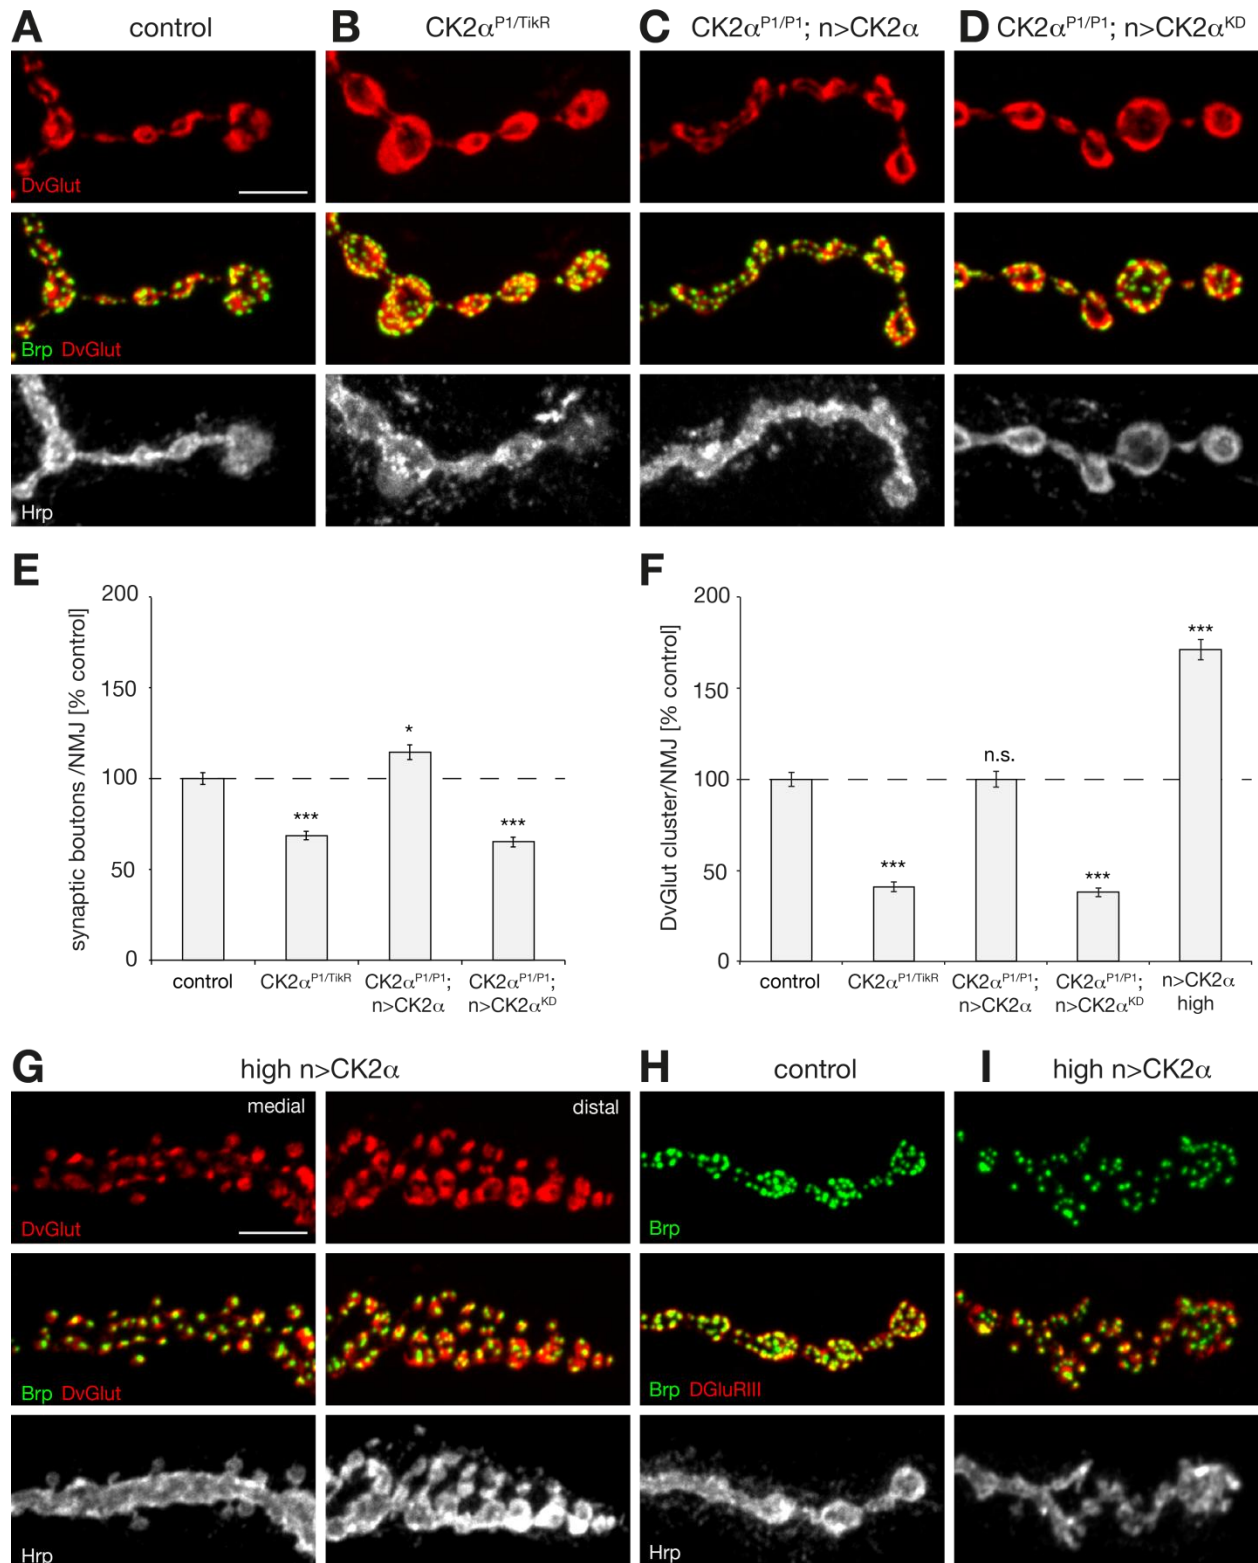 A control
B CK2α^P1/TikR
C CK2α^P1/P1; n>CK2α
D CK2α^P1/P1; n>CK2α^KD
DvGlut
Brp DvGlut
Hrp
E
200
150
100
50
0
synaptic boutons /NMJ [% control]
***
*
***
control
CK2α^P1/TikR
CK2α^P1/P1;
n>CK2α
CK2α^P1/P1;
n>CK2α^KD
F
200
150
100
50
0
DvGlut cluster/NMJ [% control]
***
n.s.
***
***
control
CK2α^P1/TikR
CK2α^P1/P1;
n>CK2α
CK2α^P1/P1;
n>CK2α^KD
n>CK2α
high
G high n>CK2α
medial
distal
DvGlut
Brp DvGlut
Hrp
H control
I high n>CK2α
Brp
Brp DGluRIII
Hrp